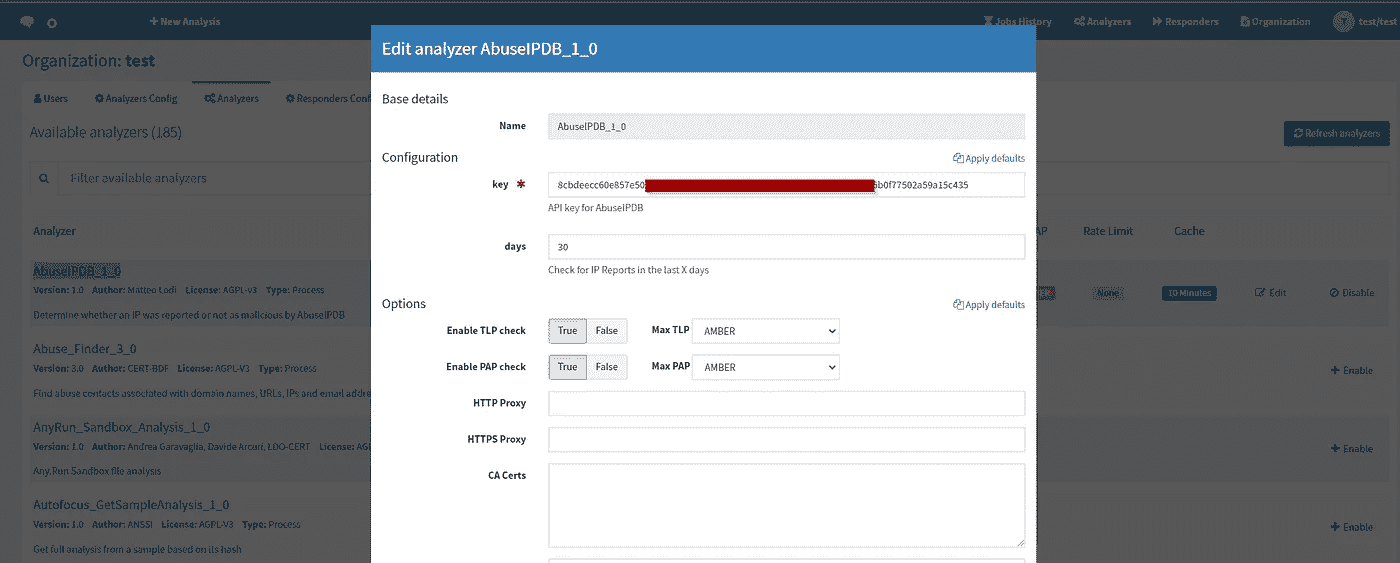 + New Analysis
Jobs History
Analyzers
Responders
Organization
test/test
Organization: test
Users
Analyzers Config
Analyzers
Responders Conf
Available analyzers (185)
Refresh analyzers
Filter available analyzers
Analyzer
AP
Rate Limit
Cache
AbuseIPDB_1_0
Version: 1.0 Author: Matteo Lodi License: AGPL-v3 Type: Process
Determine whether an IP was reported or not as malicious by AbuseIPDB
None
10 Minutes
Edit
Disable
Abuse_Finder_3_0
Version: 3.0 Author: CERT-BDF License: AGPL-V3 Type: Process
Find abuse contacts associated with domain names, URLs, IPs and email addre
+ Enable
AnyRun_Sandbox_Analysis_1_0
Version: 1.0 Author: Andrea Garavaglia, Davide Arcuri, LDO-CERT License: AG
Any.Run Sandbox file analysis
+ Enable
Autofocus_GetSampleAnalysis_1_0
Version: 1.0 Author: ANSSI License: AGPL-V3 Type: Process
Get full analysis from a sample based on its hash
+ Enable
Edit analyzer AbuseIPDB_1_0
Base details
Name
AbuseIPDB_1_0
Configuration
Apply defaults
key *
8cbdeecc60e857e50
b0f77502a59a15c435
API key for AbuseIPDB
days
30
Check for IP Reports in the last X days
Options
Apply defaults
Enable TLP check
True
False
Max TLP
AMBER
Enable PAP check
True
False
Max PAP
AMBER
HTTP Proxy
HTTPS Proxy
CA Certs